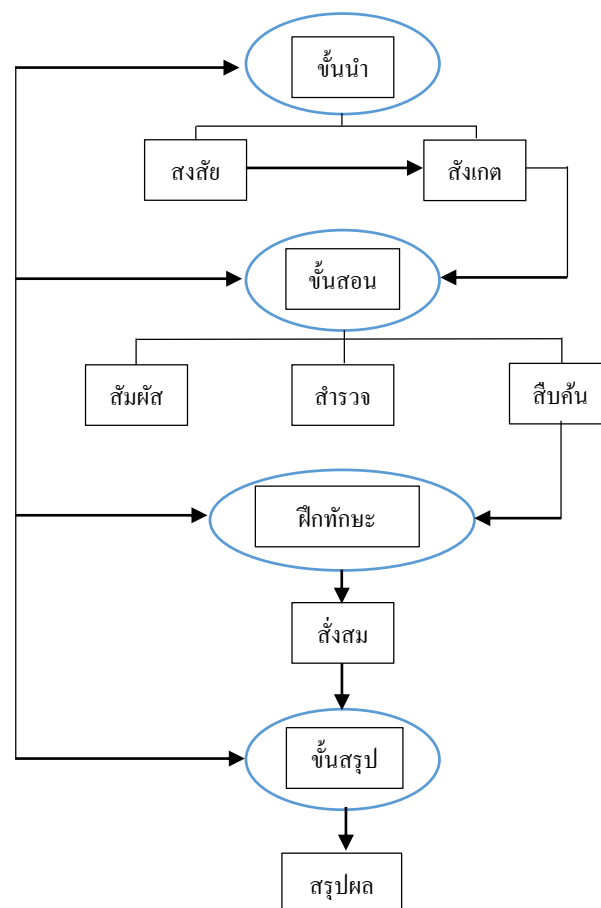 ขั้นนำ
สงสัย
สังเกต
ขั้นสอน
สัมผัส
สำรวจ
สืบค้น
ฝึกทักษะ
สั่งสม
ขั้นสรุป
สรุปผล